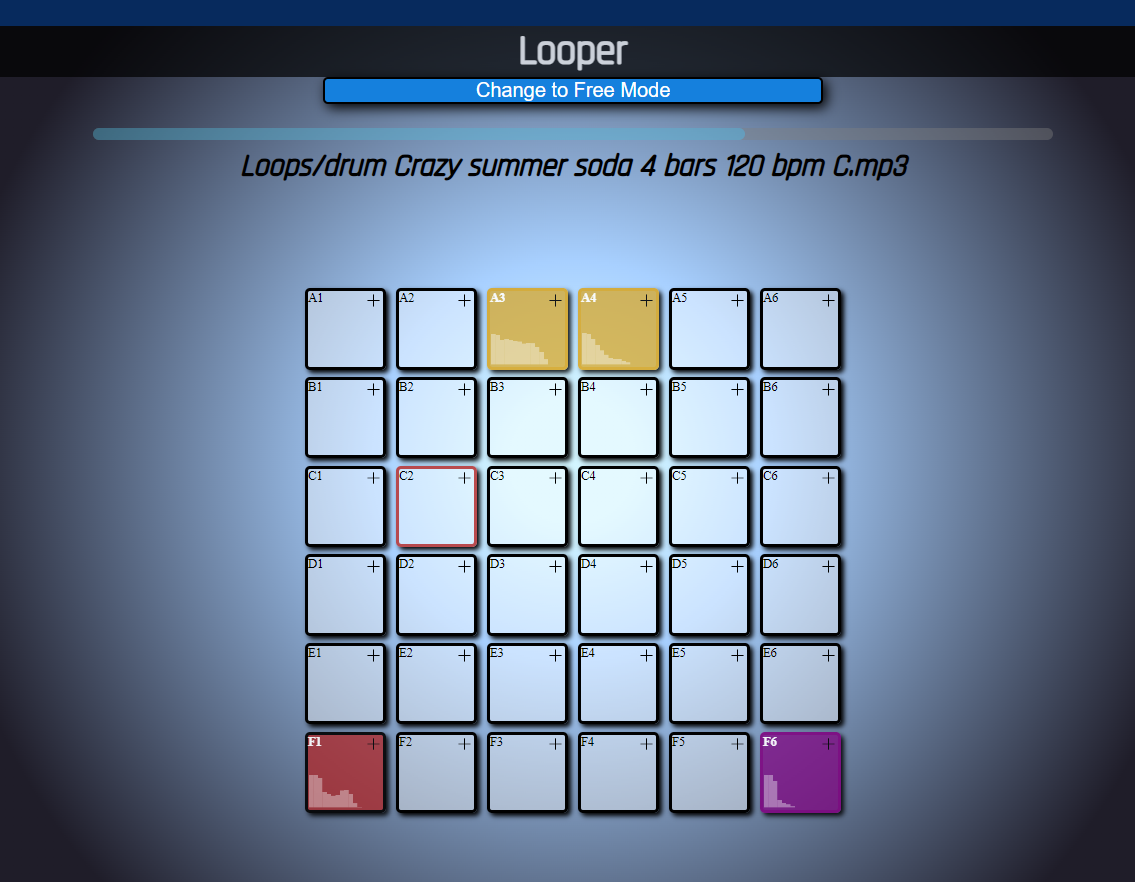 Looper
Change to Free Mode
Loops/drum Crazy summer soda 4 bars 120 bpm C.mp3
A1 + A2 + A3 + A4 + A5 + A6 +
B1 + B2 + B3 + B4 + B5 + B6 +
C1 + C2 + C3 + C4 + C5 + C6 +
D1 + D2 + D3 + D4 + D5 + D6 +
E1 + E2 + E3 + E4 + E5 + E6 +
F1 + F2 + F3 + F4 + F5 + F6 +